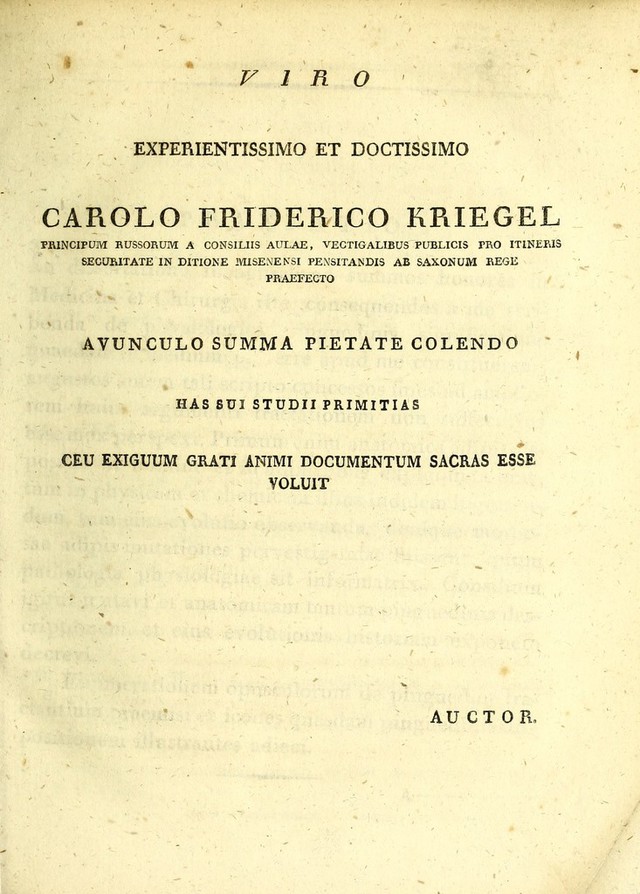 VIRO
EXPERIENTISSIMO ET DOCTISSIMO
CAROLO FRIDERICO KRIEGEL
PRINCIPUM RUSSORUM A CONSILIIS AULAE, VECTIGALIBUS PUBLICIS PRO ITINERIS
SECURITATE IN DITIONE MISENENSI PENSITANDIS AB SAXONUM REGE
PRAEFECTO
AVUNCULO SUMMA PIETATE COLENDO
HAS SUI STUDII PRIMITIAS
CEU EXIGUUM GRATI ANIMI DOCUMENTUM SACRAS ESSE
VOLUIT
AUCTOR.